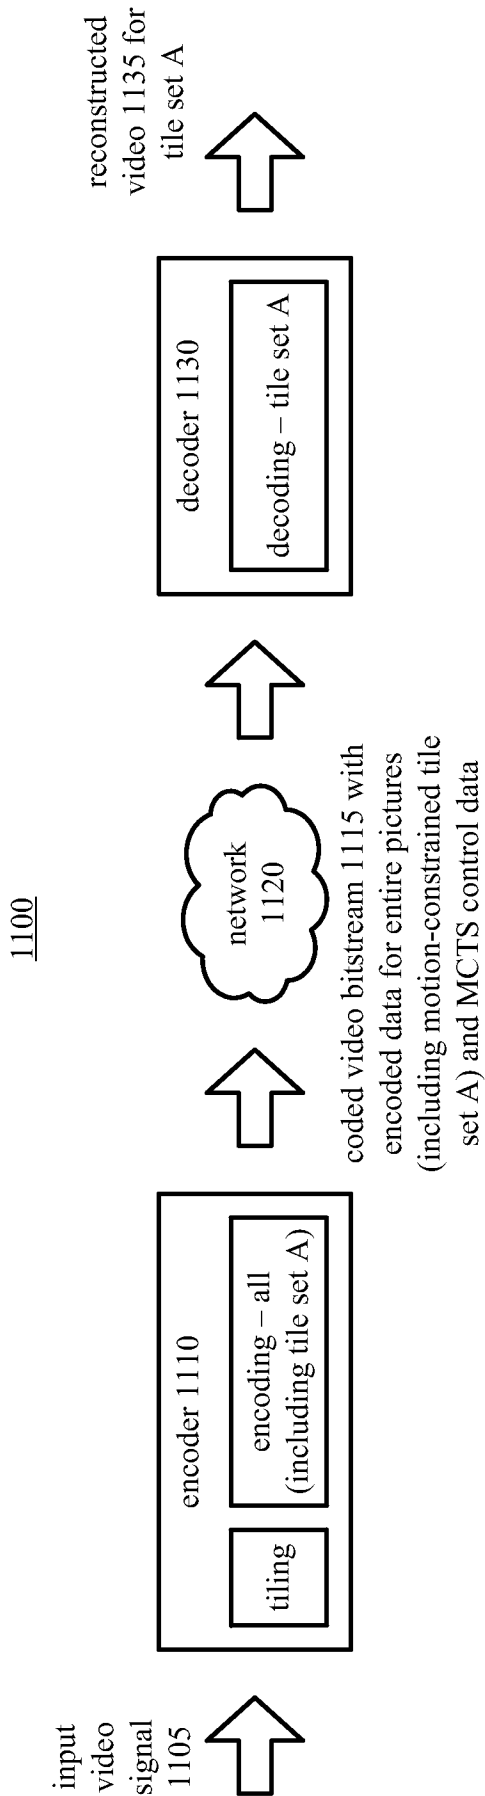 1100
input
video
signal
1105
encoder 1110
tiling
encoding – all
(including tile set A)
network
1120
coded video bitstream 1115 with
encoded data for entire pictures
(including motion-constrained tile
set A) and MCTS control data
decoder 1130
decoding – tile set A
reconstructed
video 1135 for
tile set A